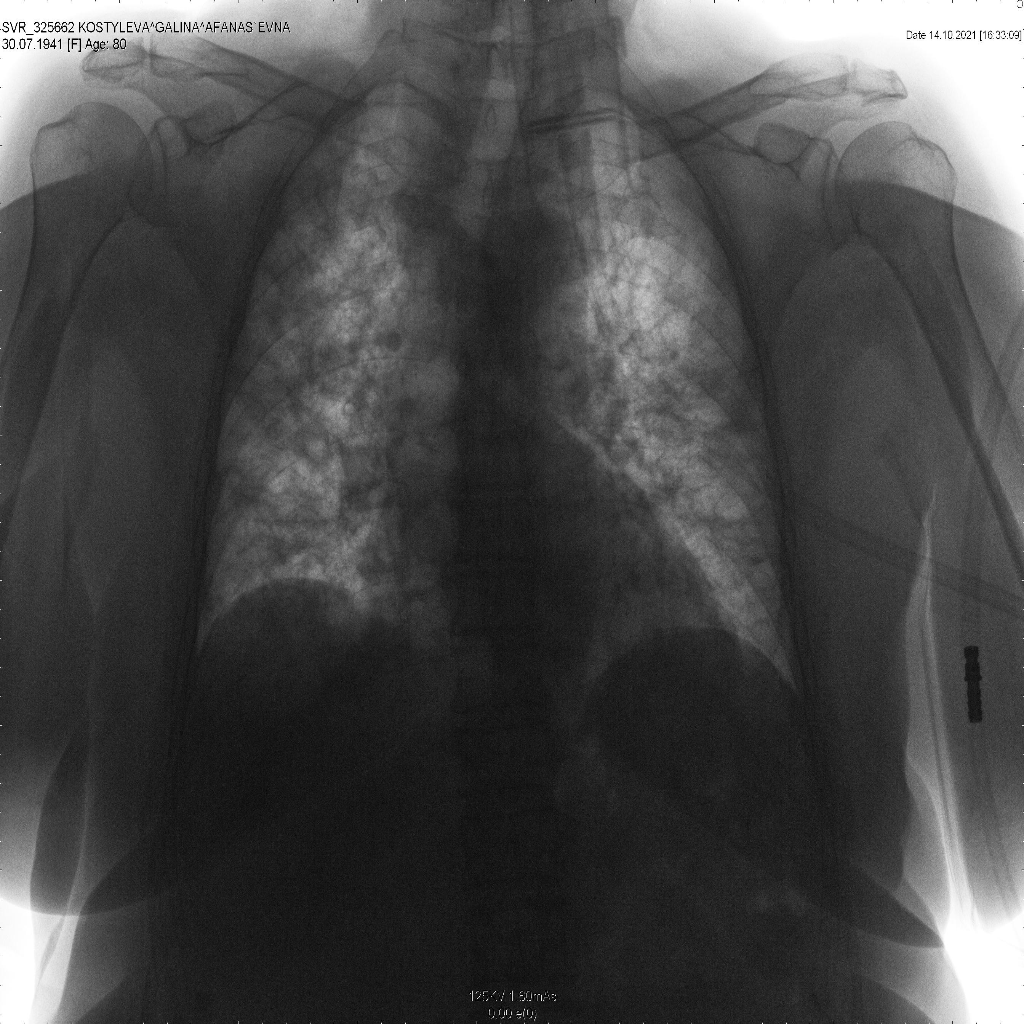 SVR_325662 KOSTYLEVA^GALINA^AFANAS`EVNA
30.07.1941 [F] Age: 80
Date 14.10.2021 [16:33:09]
125kV 1.60mAs